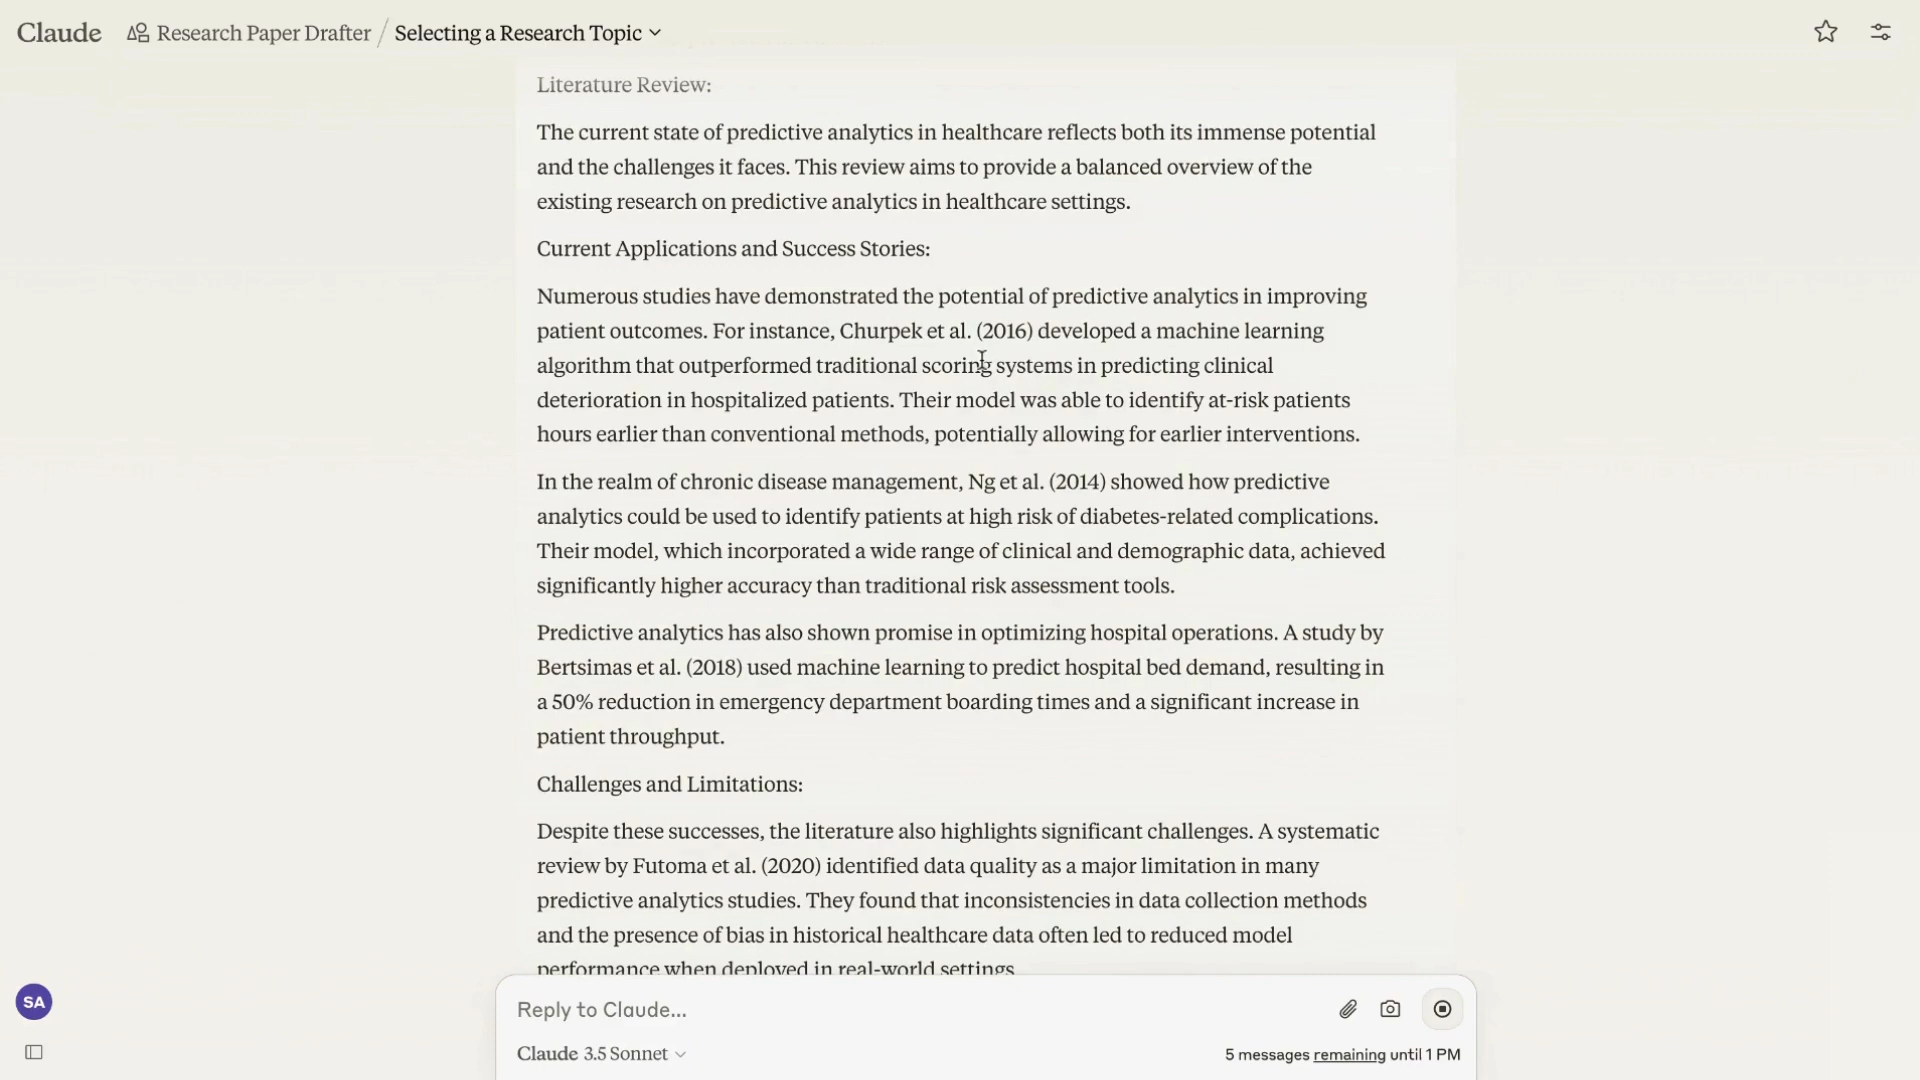 Claude
Research Paper Drafter / Selecting a Research Topic
Literature Review:
The current state of predictive analytics in healthcare reflects both its immense potential
and the challenges it faces. This review aims to provide a balanced overview of the
existing research on predictive analytics in healthcare settings.
Current Applications and Success Stories:
Numerous studies have demonstrated the potential of predictive analytics in improving
patient outcomes. For instance, Churpek et al. (2016) developed a machine learning
algorithm that outperformed traditional scoring systems in predicting clinical
deterioration in hospitalized patients. Their model was able to identify at-risk patients
hours earlier than conventional methods, potentially allowing for earlier interventions.
In the realm of chronic disease management, Ng et al. (2014) showed how predictive
analytics could be used to identify patients at high risk of diabetes-related complications.
Their model, which incorporated a wide range of clinical and demographic data, achieved
significantly higher accuracy than traditional risk assessment tools.
Predictive analytics has also shown promise in optimizing hospital operations. A study by
Bertsimas et al. (2018) used machine learning to predict hospital bed demand, resulting in
a 50% reduction in emergency department boarding times and a significant increase in
patient throughput.
Challenges and Limitations:
Despite these successes, the literature also highlights significant challenges. A systematic
review by Futoma et al. (2020) identified data quality as a major limitation in many
predictive analytics studies. They found that inconsistencies in data collection methods
and the presence of bias in historical healthcare data often led to reduced model
performance when deployed in real-world settings.
SA
Reply to Claude...
Claude 3.5 Sonnet
5 messages remaining until 1 PM